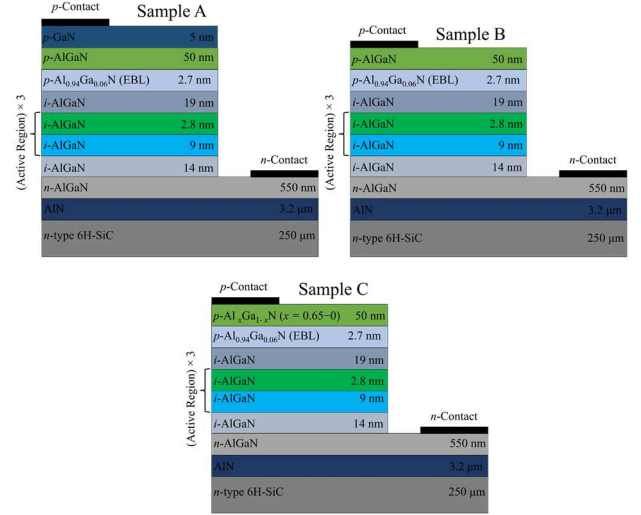 Sample A
p-Contact
p-GaN 5 nm
p-AlGaN 50 nm
p-Al0.94Ga0.06N (EBL) 2.7 nm
i-AlGaN 19 nm
i-AlGaN 2.8 nm
i-AlGaN 9 nm
i-AlGaN 14 nm
(Active Region) × 3
n-Contact
n-AlGaN 550 nm
AlN 3.2 μm
n-type 6H-SiC 250 μm
Sample B
p-Contact
p-AlGaN 50 nm
p-Al0.94Ga0.06N (EBL) 2.7 nm
i-AlGaN 19 nm
i-AlGaN 2.8 nm
i-AlGaN 9 nm
i-AlGaN 14 nm
(Active Region) × 3
n-Contact
n-AlGaN 550 nm
AlN 3.2 μm
n-type 6H-SiC 250 μm
Sample C
p-Contact
p-AlxGa1-xN (x = 0.65−0) 50 nm
p-Al0.94Ga0.06N (EBL) 2.7 nm
i-AlGaN 19 nm
i-AlGaN 2.8 nm
i-AlGaN 9 nm
i-AlGaN 14 nm
(Active Region) × 3
n-Contact
n-AlGaN 550 nm
AlN 3.2 μm
n-type 6H-SiC 250 μm